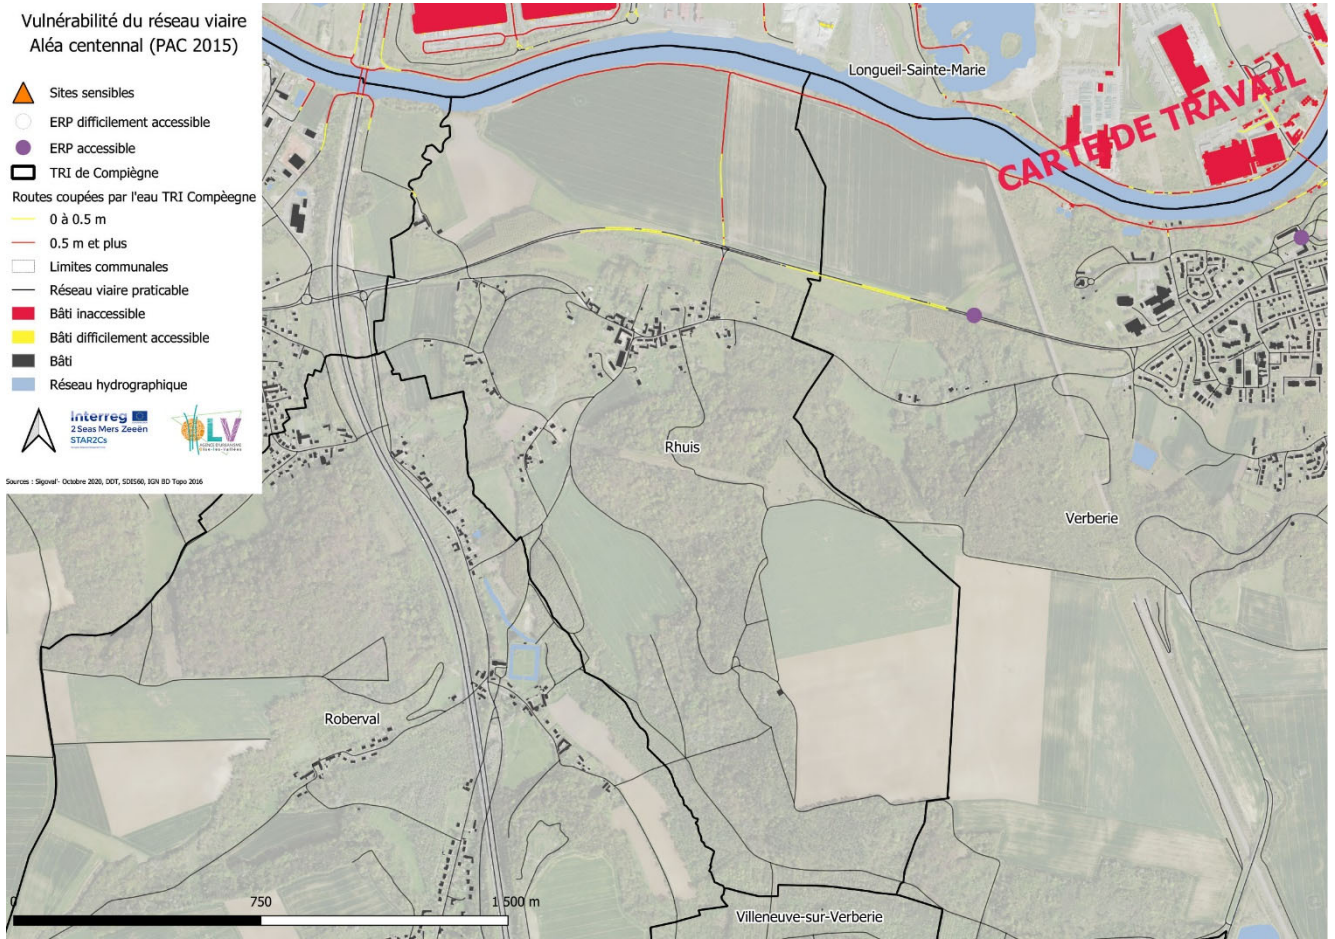 Vulnérabilité du réseau viaire
Aléa centennal (PAC 2015)
Sites sensibles
ERP difficilement accessible
ERP accessible
TRI de Compiègne
Routes coupées par l'eau TRI Compèegne
0 à 0.5 m
0.5 m et plus
Limites communales
Réseau viaire praticable
Bâti inaccessible
Bâti difficilement accessible
Bâti
Réseau hydrographique
Interreg
2 Seas Mers Zeeën
STAR2Cs
OLV
Sources : Sigoval'- Octobre 2020, DDT, SDIS60, IGN BD Topo 2016
Longueil-Sainte-Marie
CARTE DE TRAVAIL
Rhuis
Verberie
Roberval
Villeneuve-sur-Verberie
0 750 1 500 m